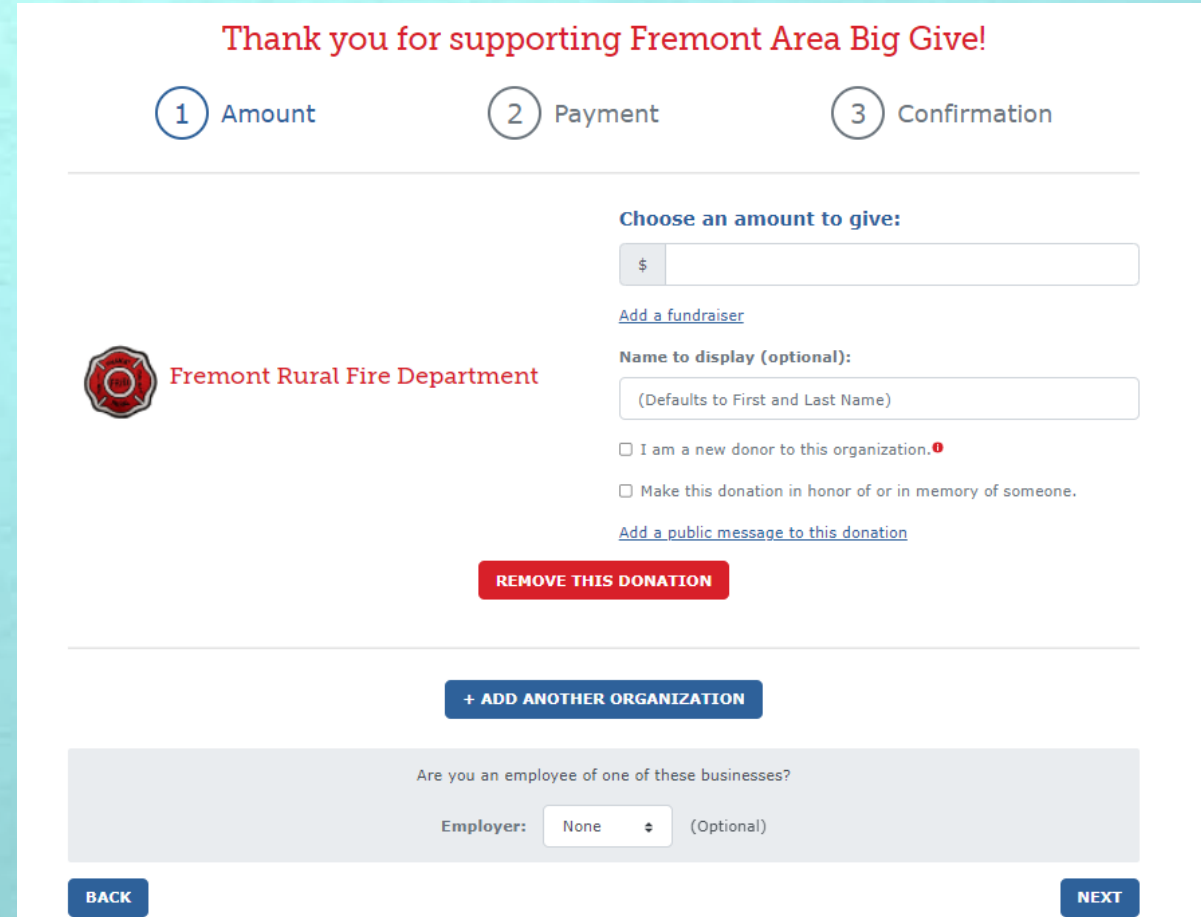 Thank you for supporting Fremont Area Big Give!
1 Amount
2 Payment
3 Confirmation
Choose an amount to give:
$
Add a fundraiser
Name to display (optional):
(Defaults to First and Last Name)
Fremont Rural Fire Department
I am a new donor to this organization.
Make this donation in honor of or in memory of someone.
Add a public message to this donation
REMOVE THIS DONATION
+ ADD ANOTHER ORGANIZATION
Are you an employee of one of these businesses?
Employer: None (Optional)
BACK
NEXT